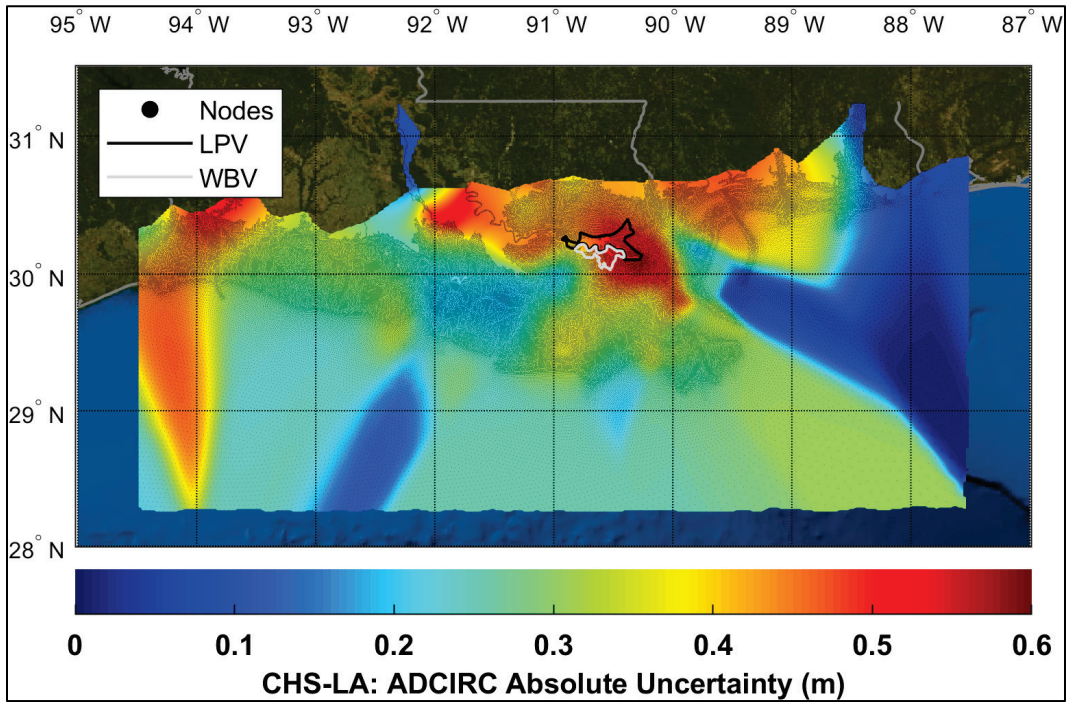 95° W 94° W 93° W 92° W 91° W 90° W 89° W 88° W 87° W
31° N
30° N
29° N
28° N
Nodes
LPV
WBV
0 0.1 0.2 0.3 0.4 0.5 0.6
CHS-LA: ADCIRC Absolute Uncertainty (m)